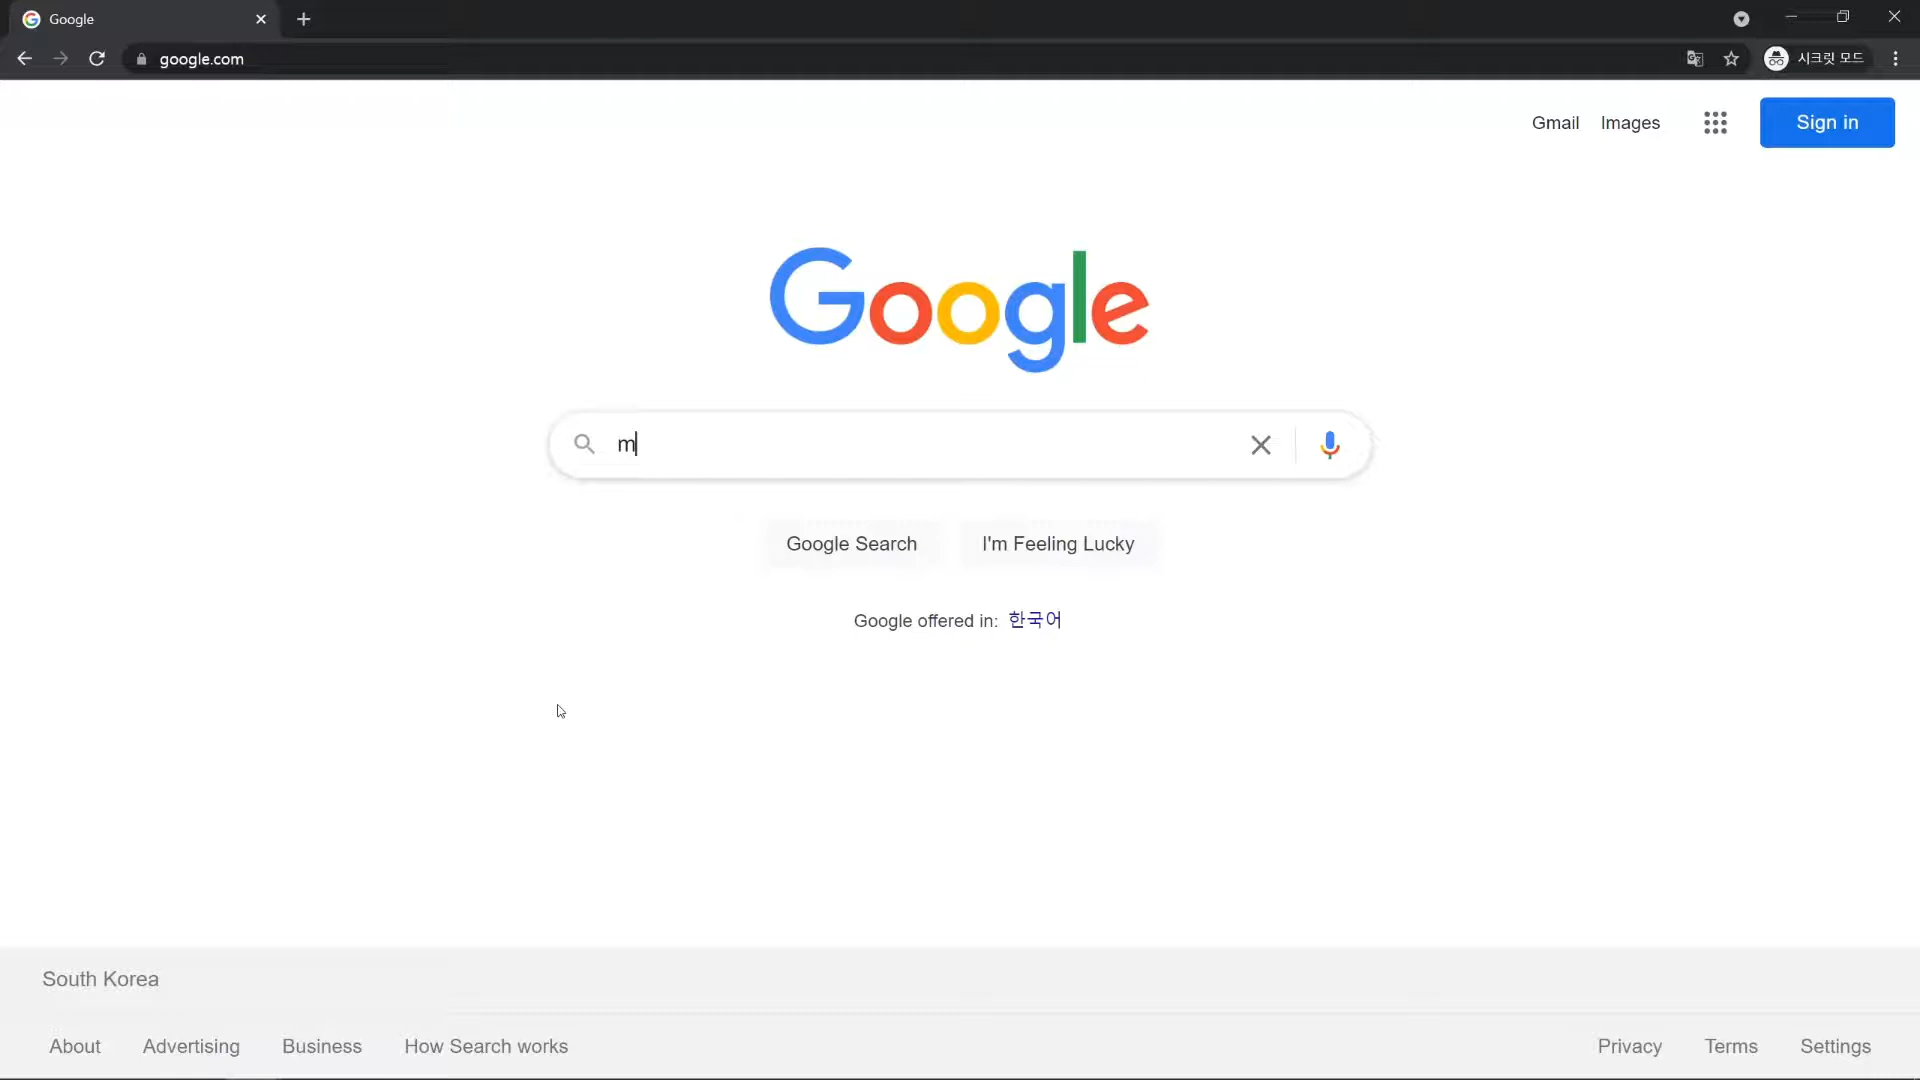 Google
google.com
시크릿 모드
Gmail Images
Sign in
Google
m
Google Search I'm Feeling Lucky
Google offered in: 한국어
South Korea
About Advertising Business How Search works
Privacy Terms Settings